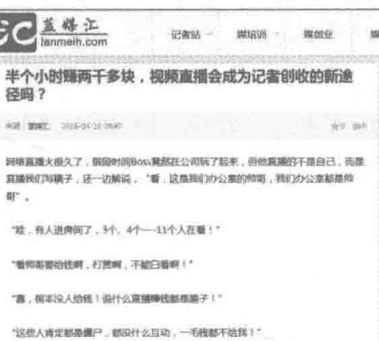 蓝媒汇
lanmeih.com
记者站
媒培训
媒创业
媒
半个小时赚两千多块，视频直播会成为记者创收的新途
径吗？
来源
蓝媒汇
网络直播火很久了，假段时间Boss竟然在公司玩了起来，但他直播的不是自己，而是
直播我们写稿子，还一边解说，“看，这是我们办公室的帅哥，我们办公室都是帅
哥”。
“哇，有人进房间了，3个、4个---11个人在看！”
“看帅哥要给钱啊，打赏啊，不能白看啊！”
“靠，根本没人给钱！说什么直播赚钱都是骗子！”
“这些人肯定都是僵尸，都没什么互动，一毛钱都不给我！”